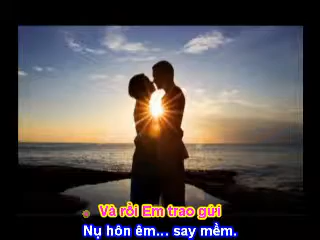 Và rồi Em trao gửi
Nụ hôn êm... say mềm.